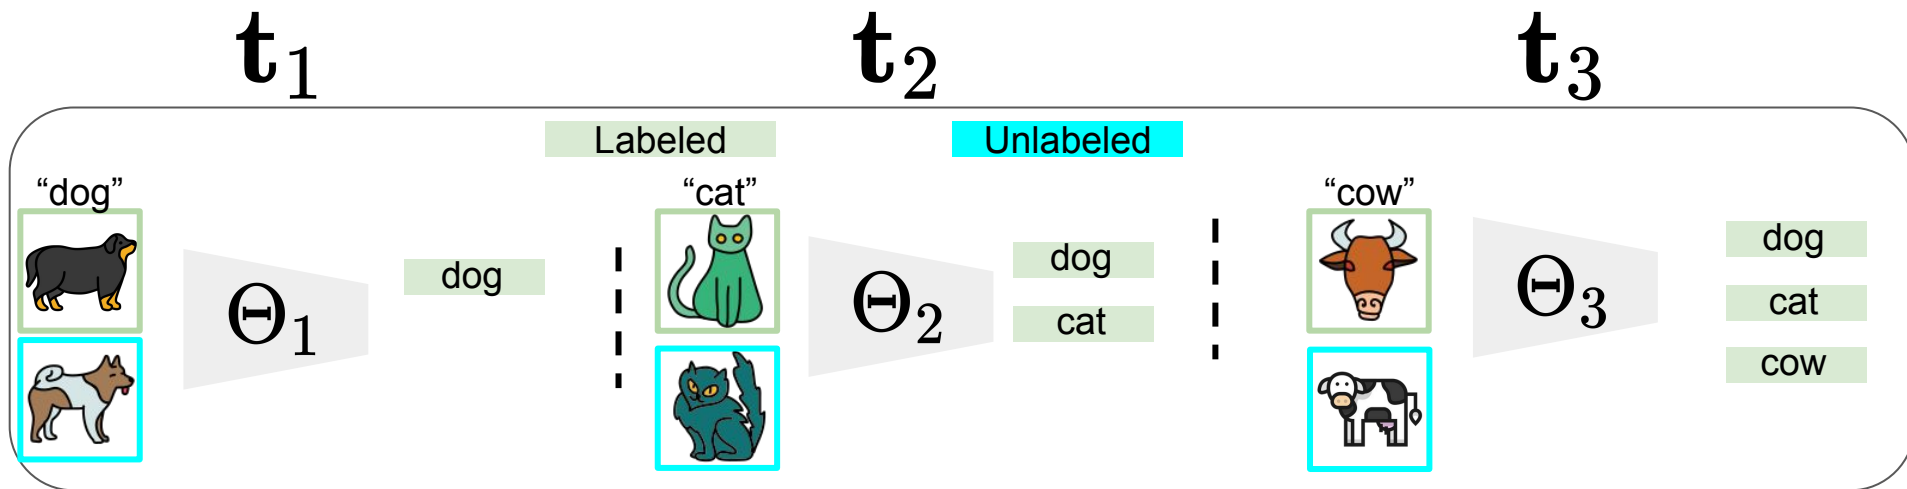 t₁ t₂ t₃
Labeled Unlabeled
“dog” “cat” “cow”
Θ₁ dog
Θ₂ dog
cat
Θ₃ dog
cat
cow